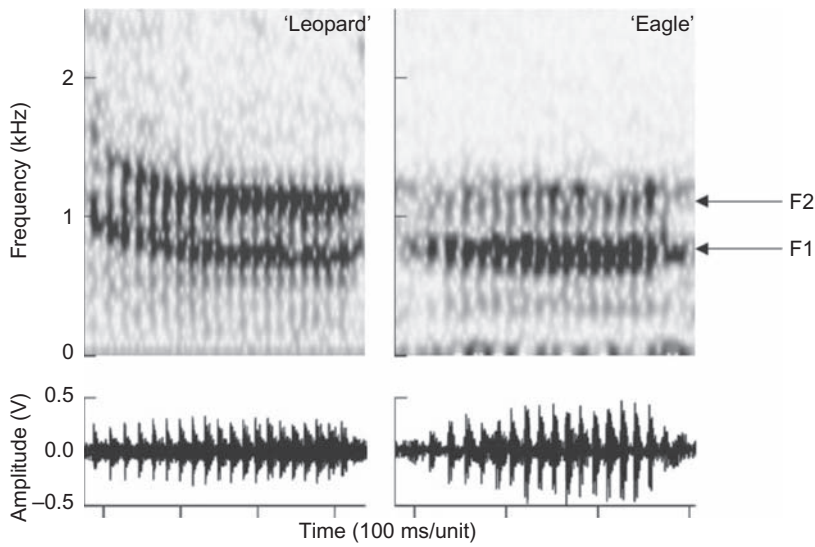 'Leopard'
'Eagle'
Frequency (kHz)
2
1
0
F2
F1
Amplitude (V)
0.5
0.0
–0.5
Time (100 ms/unit)